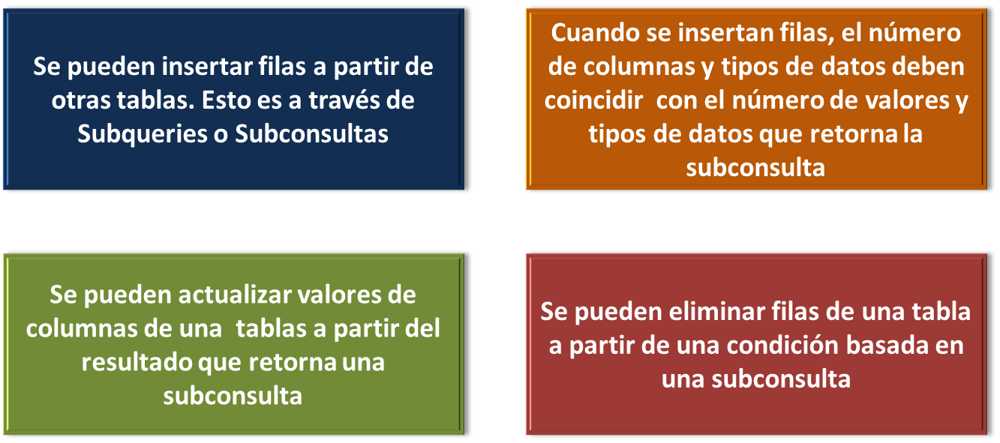 Se pueden insertar filas a partir de
otras tablas. Esto es a través de
Subqueries o Subconsultas
Cuando se insertan filas, el número
de columnas y tipos de datos deben
coincidir con el número de valores y
tipos de datos que retorna la
subconsulta
Se pueden actualizar valores de
columnas de una tablas a partir del
resultado que retorna una
subconsulta
Se pueden eliminar filas de una tabla
a partir de una condición basada en
una subconsulta